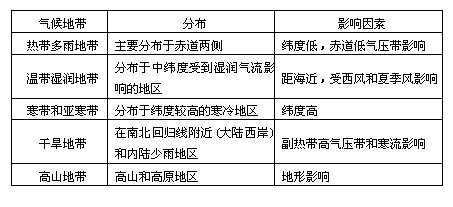 气候地带 分布 影响因素
热带多雨地带 主要分布于赤道两侧 纬度低，赤道低气压带影响
温带湿润地带 分布于中纬度受到湿润气流影响的地区 距海近，受西风和夏季风影响
寒带和亚寒带 分布于纬度较高的寒冷地区 纬度高
干旱地带 在南北回归线附近(大陆西岸)和内陆少雨地区 副热带高气压带和寒流影响
高山地带 高山和高原地区 地形影响